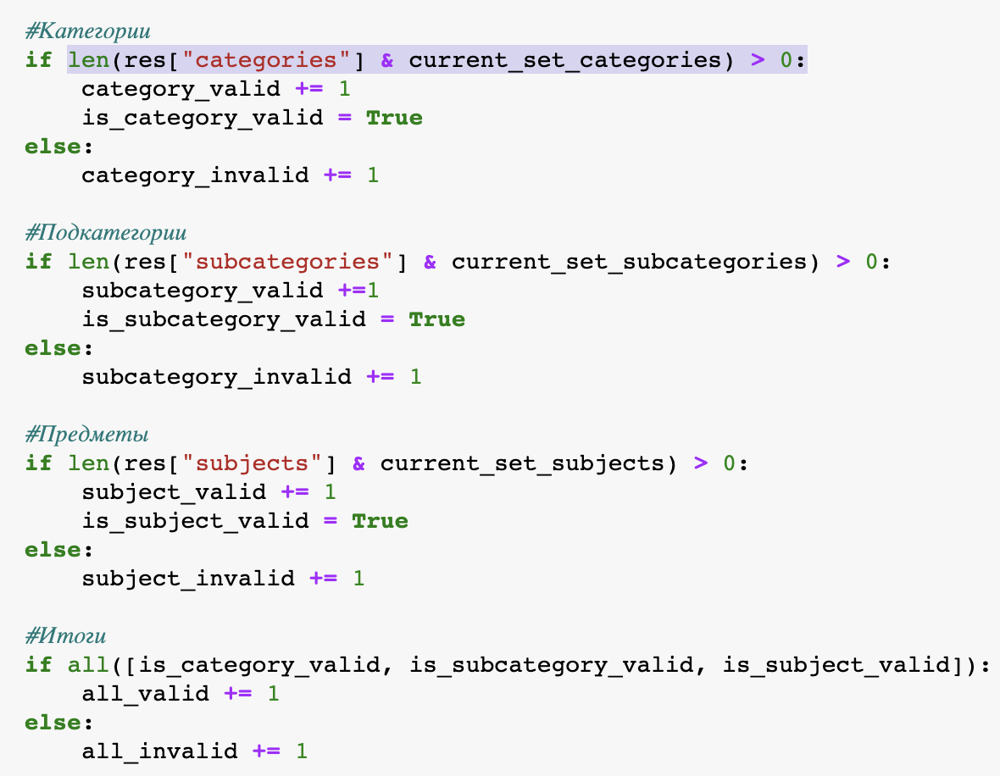 #Категории
if len(res["categories"] & current_set_categories) > 0:
    category_valid += 1
    is_category_valid = True
else:
    category_invalid += 1

#Подкатегории
if len(res["subcategories"] & current_set_subcategories) > 0:
    subcategory_valid +=1
    is_subcategory_valid = True
else:
    subcategory_invalid += 1

#Предметы
if len(res["subjects"] & current_set_subjects) > 0:
    subject_valid += 1
    is_subject_valid = True
else:
    subject_invalid += 1

#Итоги
if all([is_category_valid, is_subcategory_valid, is_subject_valid]):
    all_valid += 1
else:
    all_invalid += 1